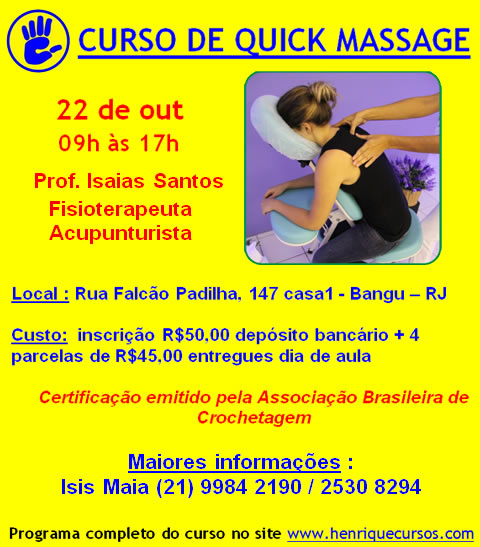 CURSO DE QUICK MASSAGE
22 de out
09h às 17h
Prof. Isaias Santos
Fisioterapeuta
Acupunturista
Local : Rua Falcão Padilha, 147 casa1 - Bangu – RJ
Custo: inscrição R$50,00 depósito bancário + 4
parcelas de R$45,00 entregues dia de aula
Certificação emitido pela Associação Brasileira de
Crochetagem
Maiores informações :
Isis Maia (21) 9984 2190 / 2530 8294
Programa completo do curso no site www.henriquecursos.com